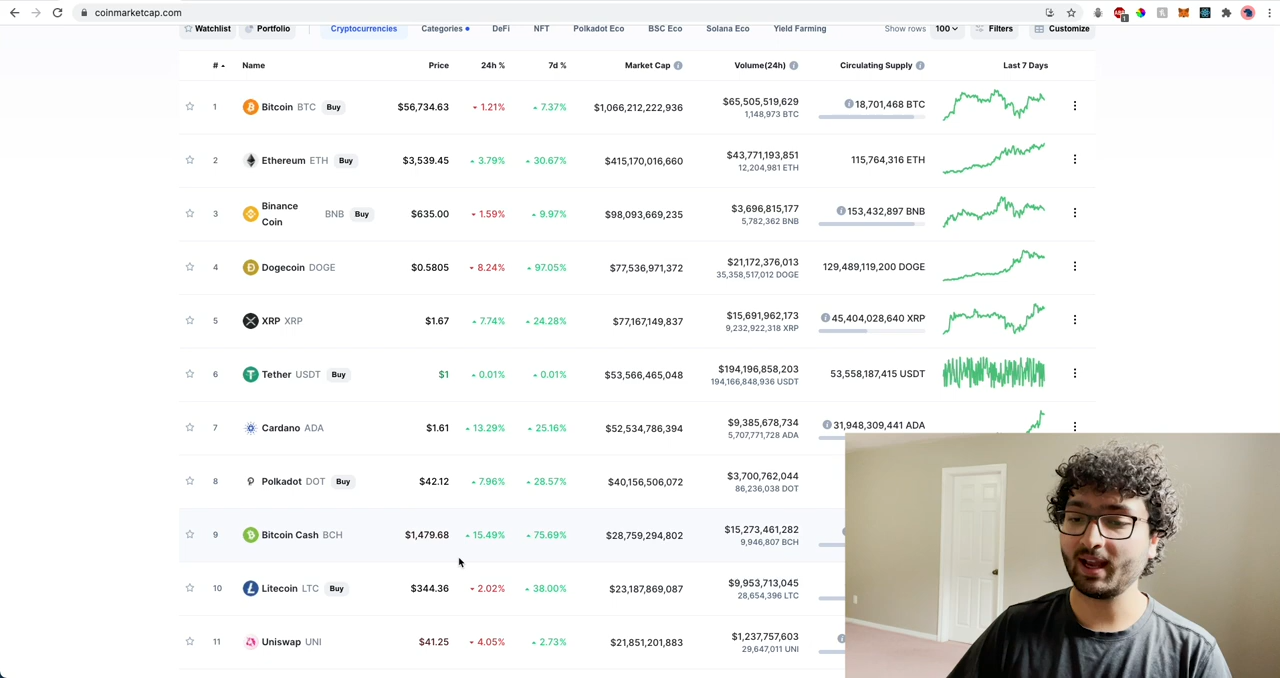 coinmarketcap.com
1
Watchlist Portfolio Cryptocurrencies Categories DeFi NFT Polkadot Eco BSC Eco Solana Eco Yield Farming Show rows 100 Filters Customize
# Name Price 24h % 7d % Market Cap Volume(24h) Circulating Supply Last 7 Days
1 Bitcoin BTC Buy $56,734.63 1.21% 7.37% $1,066,212,222,936 $65,505,519,629 18,701,468 BTC
1,148,973 BTC
2 Ethereum ETH Buy $3,539.45 3.79% 30.67% $415,170,016,660 $43,771,193,851 115,764,316 ETH
12,204,981 ETH
3 Binance Coin BNB Buy $635.00 1.59% 9.97% $98,093,669,235 $3,696,815,177 153,432,897 BNB
5,782,362 BNB
4 Dogecoin DOGE $0.5805 8.24% 97.05% $77,536,971,372 $21,172,376,013 129,489,119,200 DOGE
35,358,517,012 DOGE
5 XRP XRP $1.67 7.74% 24.28% $77,167,149,837 $15,691,962,173 45,404,028,640 XRP
9,232,922,318 XRP
6 Tether USDT Buy $1 0.01% 0.01% $53,566,465,048 $194,196,858,203 53,558,187,415 USDT
194,166,848,936 USDT
7 Cardano ADA $1.61 13.29% 25.16% $52,534,786,394 $9,385,678,734 31,948,309,441 ADA
5,707,771,728 ADA
8 Polkadot DOT Buy $42.12 7.96% 28.57% $40,156,506,072 $3,700,762,044
86,236,038 DOT
9 Bitcoin Cash BCH $1,479.68 15.49% 75.69% $28,759,294,802 $15,273,461,282
9,946,807 BCH
10 Litecoin LTC Buy $344.36 2.02% 38.00% $23,187,869,087 $9,953,713,045
28,654,396 LTC
11 Uniswap UNI $41.25 4.05% 2.73% $21,851,201,883 $1,237,757,603
29,647,011 UNI